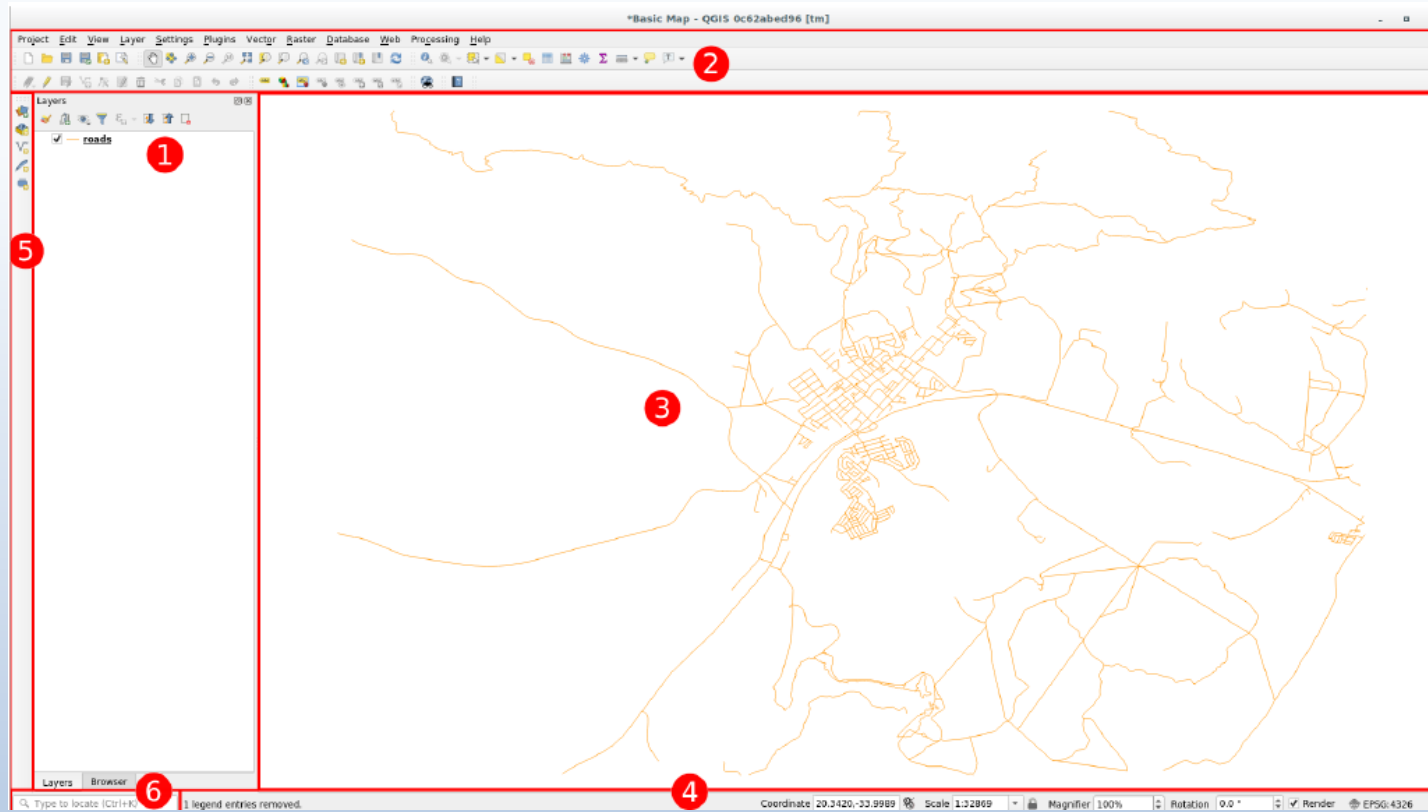 *Basic Map - QGIS 0c62abed96 [tm]
Project Edit View Layer Settings Plugins Vector Raster Database Web Processing Help
2
Layers
roads
1
5
3
Layers Browser
6
4
Type to locate (Ctrl+K) 1 legend entries removed. Coordinate 20.3420,-33.9989 Scale 1:32869 Magnifier 100% Rotation 0.0 ° Render EPSG:4326